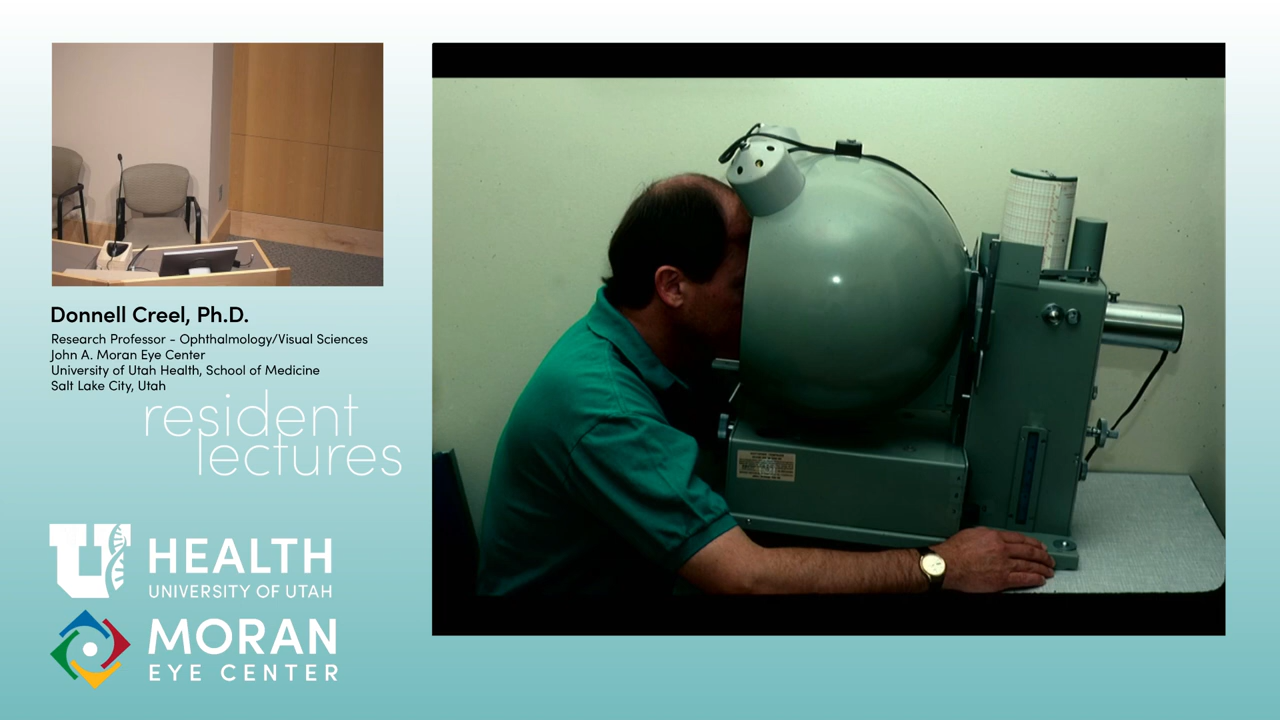 Donnell Creel, Ph.D.
Research Professor - Ophthalmology/Visual Sciences
John A. Moran Eye Center
University of Utah Health, School of Medicine
Salt Lake City, Utah
resident
lectures
U HEALTH
UNIVERSITY OF UTAH
MORAN
EYE CENTER